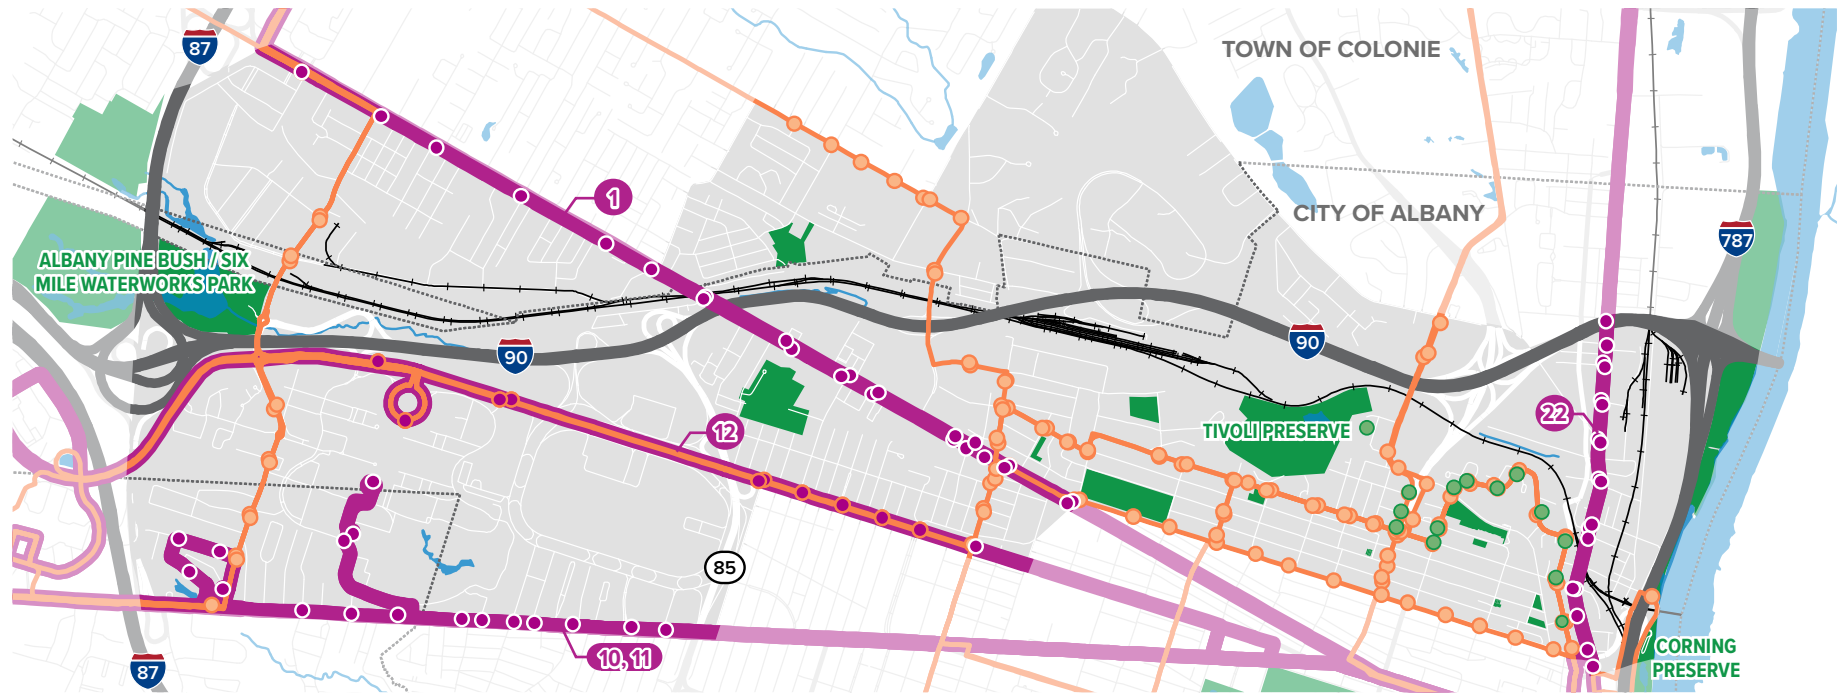 87
TOWN OF COLONIE
1
CITY OF ALBANY
787
ALBANY PINE BUSH / SIX
MILE WATERWORKS PARK
90
90
12
TIVOLI PRESERVE
22
85
10, 11
87
CORNING
PRESERVE